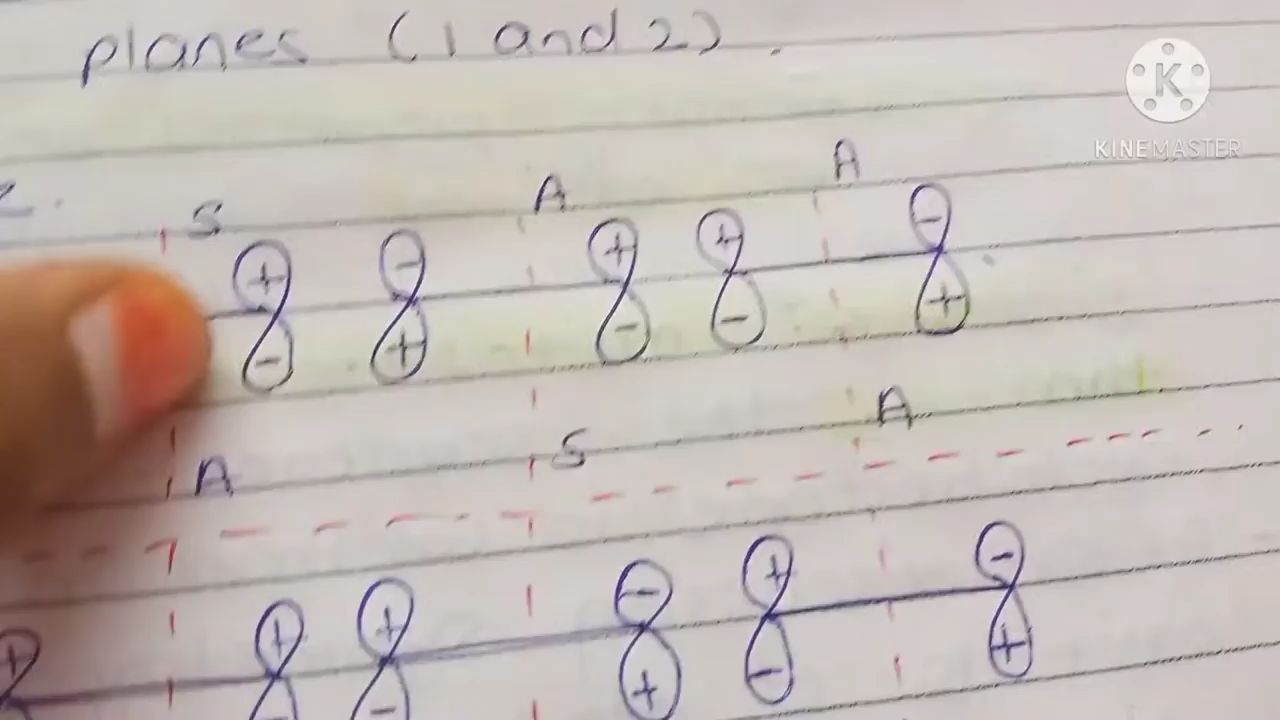 planes (1 and 2).
KINEMASTER
S A A
+ - + + -
- + - - +
A S A
+ + + - + -
- + - +